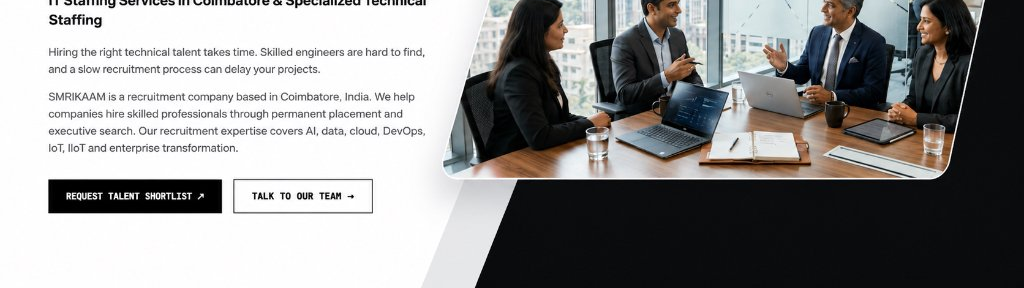 IT Staffing Services in Coimbatore & Specialized Technical
Staffing
Hiring the right technical talent takes time. Skilled engineers are hard to find,
and a slow recruitment process can delay your projects.
SMRIKAAM is a recruitment company based in Coimbatore, India. We help
companies hire skilled professionals through permanent placement and
executive search. Our recruitment expertise covers AI, data, cloud, DevOps,
IoT, IIoT and enterprise transformation.
REQUEST TALENT SHORTLIST ↗
TALK TO OUR TEAM →